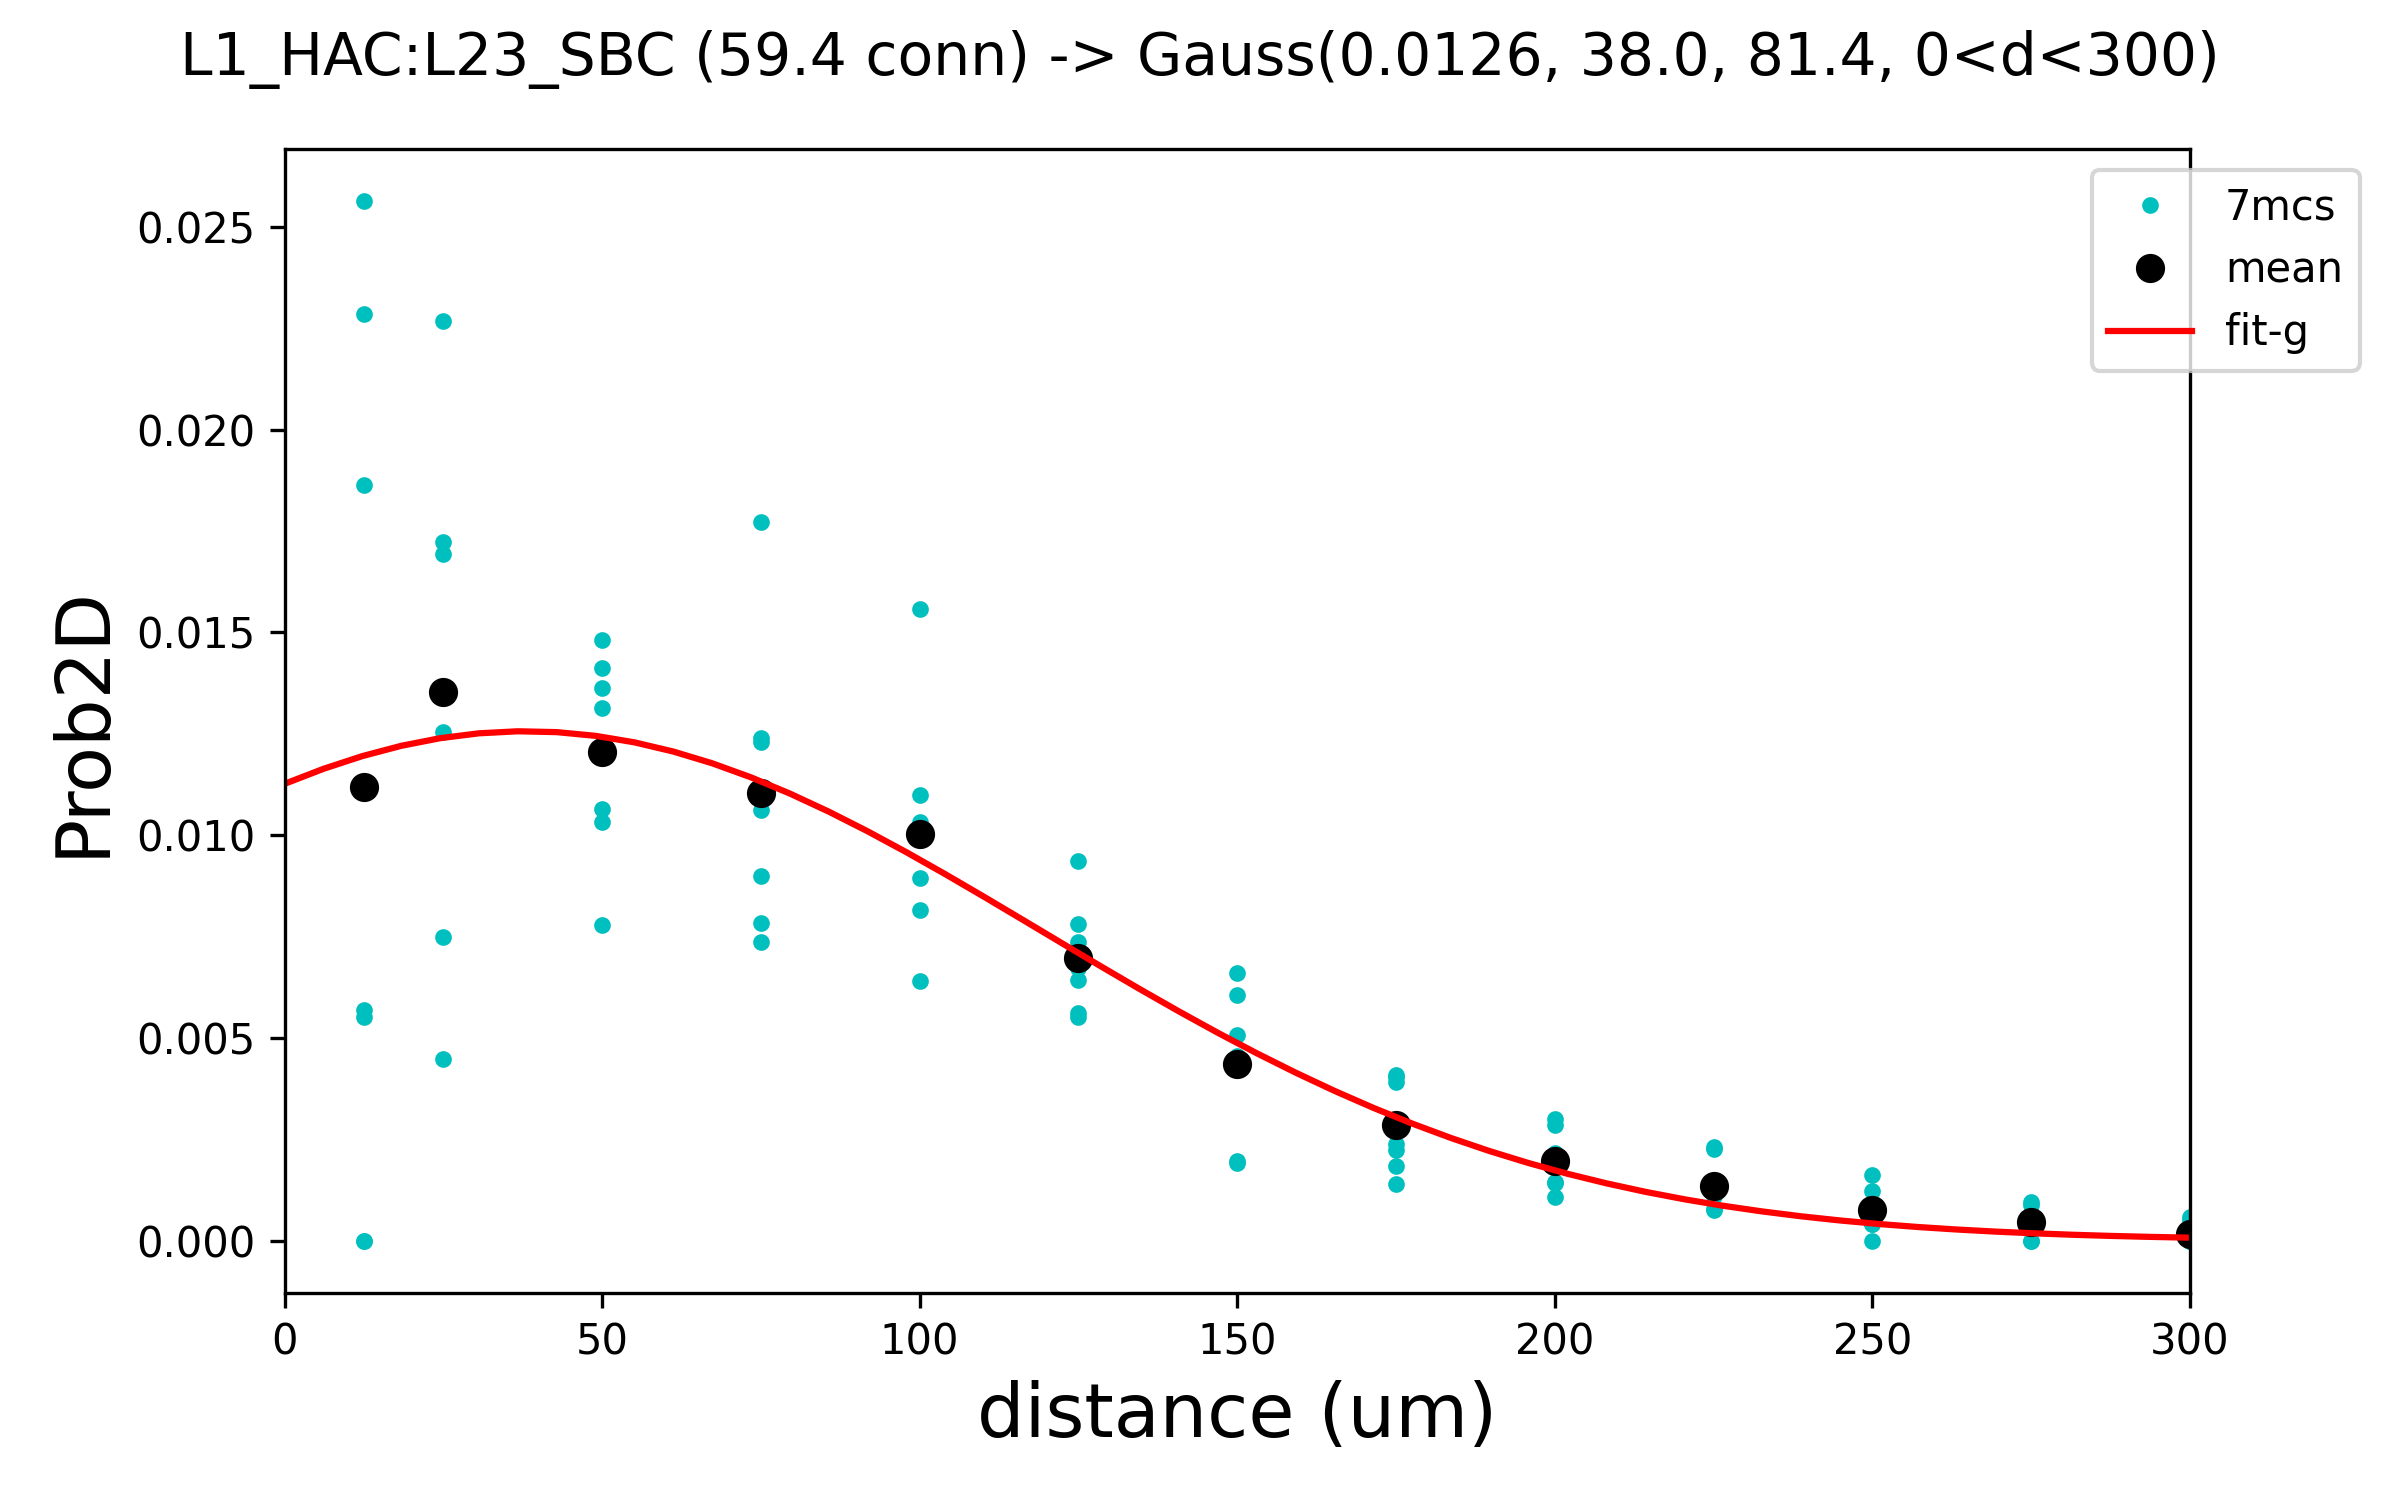 L1_HAC:L23_SBC (59.4 conn) -> Gauss(0.0126, 38.0, 81.4, 0<d<300)
7mcs
mean
fit-g
Prob2D
0.025
0.020
0.015
0.010
0.005
0.000
0 50 100 150 200 250 300
distance (um)